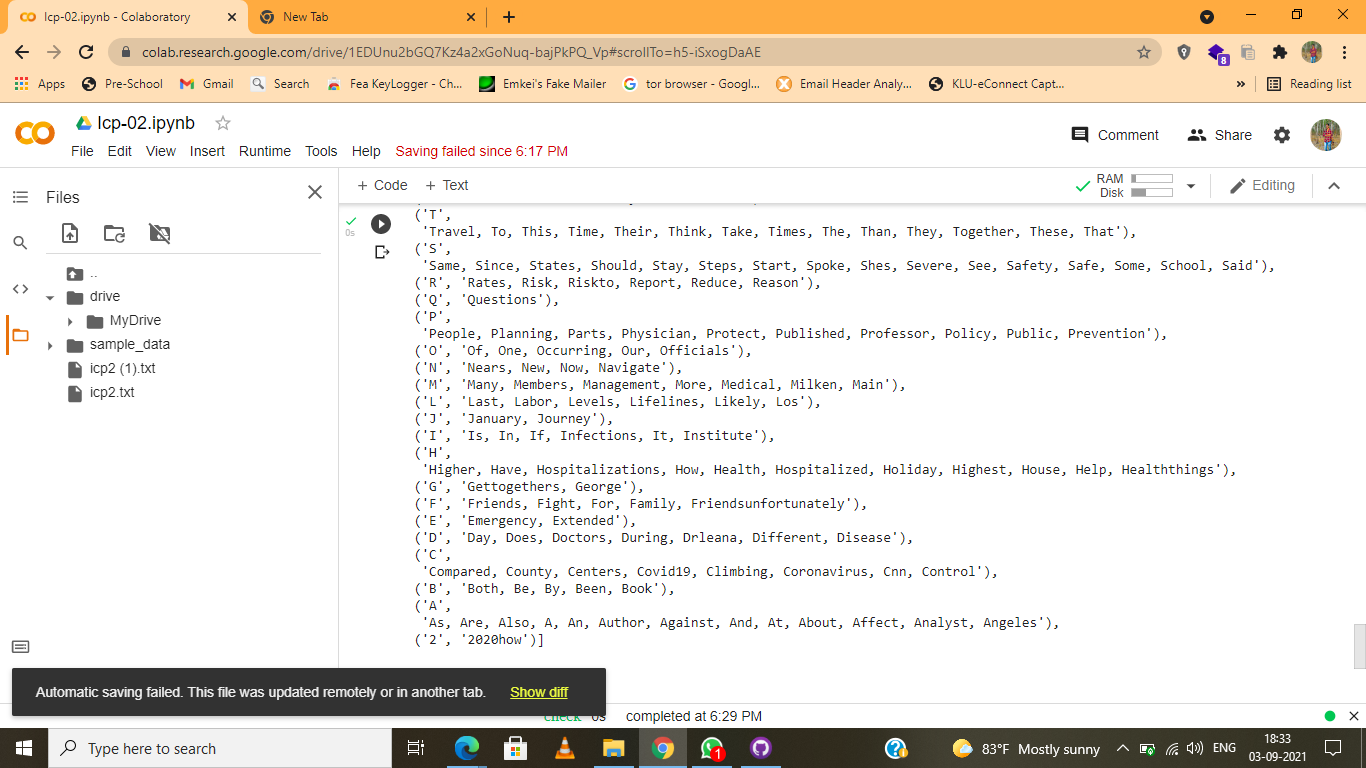 Icp-02.ipynb - Colaboratory
New Tab
colab.research.google.com/drive/1EDUnu2bGQ7Kz4a2xGoNuq-bajPkPQ_Vp#scrollTo=h5-iSxogDaAE
8
Apps Pre-School Gmail Search Fea KeyLogger - Ch... Emkei's Fake Mailer tor browser - Googl... Email Header Analy... KLU-eConnect Capt... » Reading list
Icp-02.ipynb
Comment Share
File Edit View Insert Runtime Tools Help Saving failed since 6:17 PM
Files
+ Code + Text
RAM
Disk
Editing
..
drive
MyDrive
sample_data
icp2 (1).txt
icp2.txt
0s
('T',
'Travel, To, This, Time, Their, Think, Take, Times, The, Than, They, Together, These, That'),
('S',
'Same, Since, States, Should, Stay, Steps, Start, Spoke, Shes, Severe, See, Safety, Safe, Some, School, Said'),
('R', 'Rates, Risk, Riskto, Report, Reduce, Reason'),
('Q', 'Questions'),
('P',
'People, Planning, Parts, Physician, Protect, Published, Professor, Policy, Public, Prevention'),
('O', 'Of, One, Occurring, Our, Officials'),
('N', 'Nears, New, Now, Navigate'),
('M', 'Many, Members, Management, More, Medical, Milken, Main'),
('L', 'Last, Labor, Levels, Lifelines, Likely, Los'),
('J', 'January, Journey'),
('I', 'Is, In, If, Infections, It, Institute'),
('H',
'Higher, Have, Hospitalizations, How, Health, Hospitalized, Holiday, Highest, House, Help, Healththings'),
('G', 'Gettogethers, George'),
('F', 'Friends, Fight, For, Family, Friendsunfortunately'),
('E', 'Emergency, Extended'),
('D', 'Day, Does, Doctors, During, Drleana, Different, Disease'),
('C',
'Compared, County, Centers, Covid19, Climbing, Coronavirus, Cnn, Control'),
('B', 'Both, Be, By, Been, Book'),
('A',
'As, Are, Also, A, An, Author, Against, And, At, About, Affect, Analyst, Angeles'),
('2', '2020how')]
Automatic saving failed. This file was updated remotely or in another tab. Show diff
check 0s completed at 6:29 PM
Type here to search
1
83°F Mostly sunny
ENG
18:33
03-09-2021